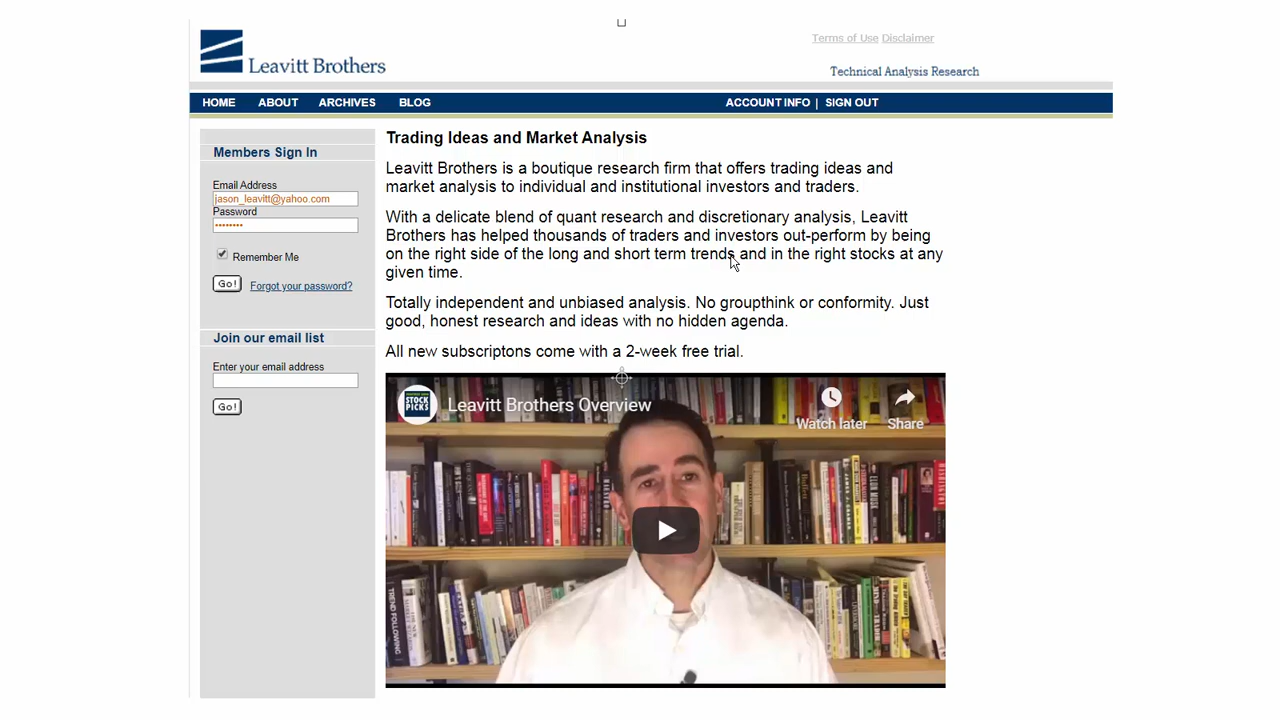 Leavitt Brothers
Terms of Use Disclaimer
Technical Analysis Research
HOME ABOUT ARCHIVES BLOG ACCOUNT INFO | SIGN OUT
Members Sign In
Email Address
jason_leavitt@yahoo.com
Password
••••••••
Remember Me
Go! Forgot your password?
Join our email list
Enter your email address
Go!
Trading Ideas and Market Analysis
Leavitt Brothers is a boutique research firm that offers trading ideas and
market analysis to individual and institutional investors and traders.
With a delicate blend of quant research and discretionary analysis, Leavitt
Brothers has helped thousands of traders and investors out-perform by being
on the right side of the long and short term trends and in the right stocks at any
given time.
Totally independent and unbiased analysis. No groupthink or conformity. Just
good, honest research and ideas with no hidden agenda.
All new subscriptons come with a 2-week free trial.
STOCK
PICKS
Leavitt Brothers Overview
Watch later
Share
TREND FOLLOWING
ELON MUSK